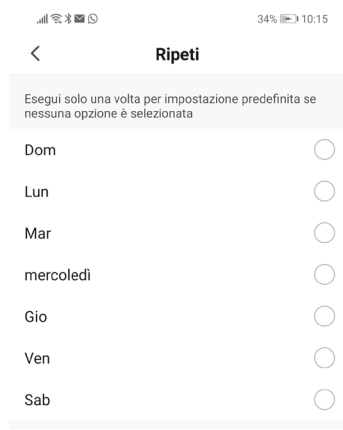 34% 10:15
Ripeti
Esegui solo una volta per impostazione predefinita se
nessuna opzione è selezionata
Dom
Lun
Mar
mercoledì
Gio
Ven
Sab